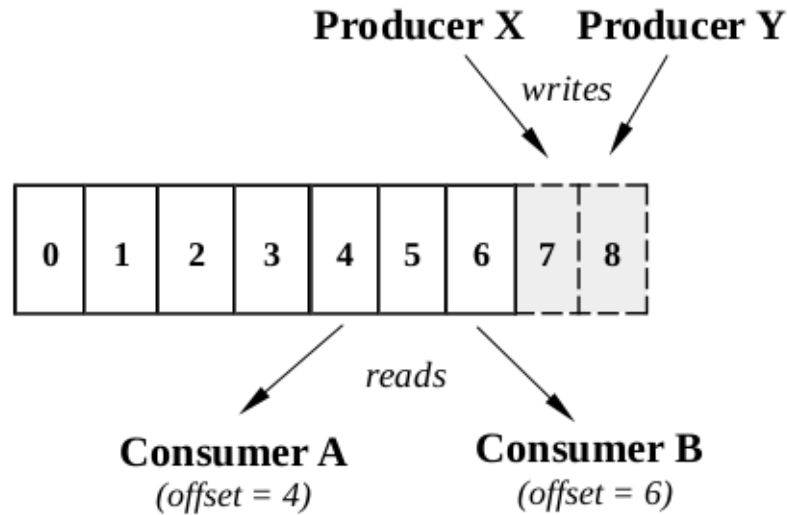 Producer X Producer Y
writes
0 1 2 3 4 5 6 7 8
reads
Consumer A Consumer B
(offset = 4) (offset = 6)